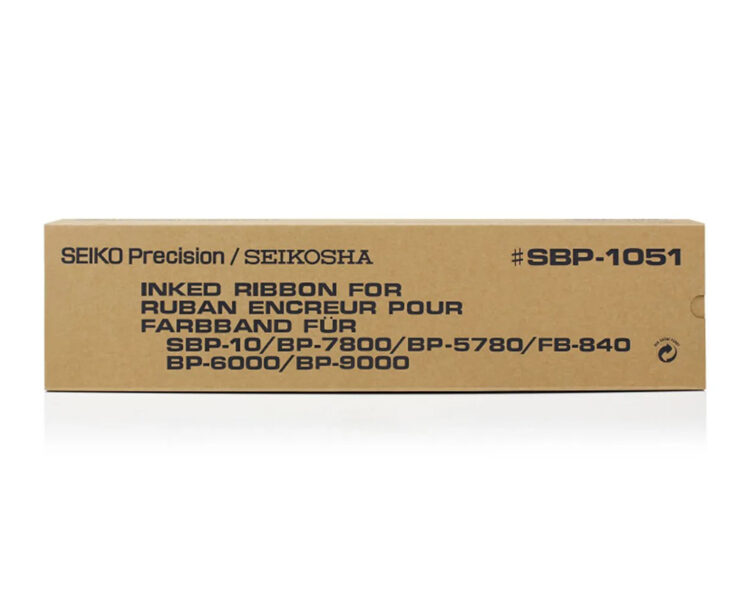 SEIKO Precision / SEIKOSHA #SBP-1051
INKED RIBBON FOR
RUBAN ENCREUR POUR
FARBBAND FÜR
SBP-10/BP-7800/BP-5780/FB-840
BP-6000/BP-9000